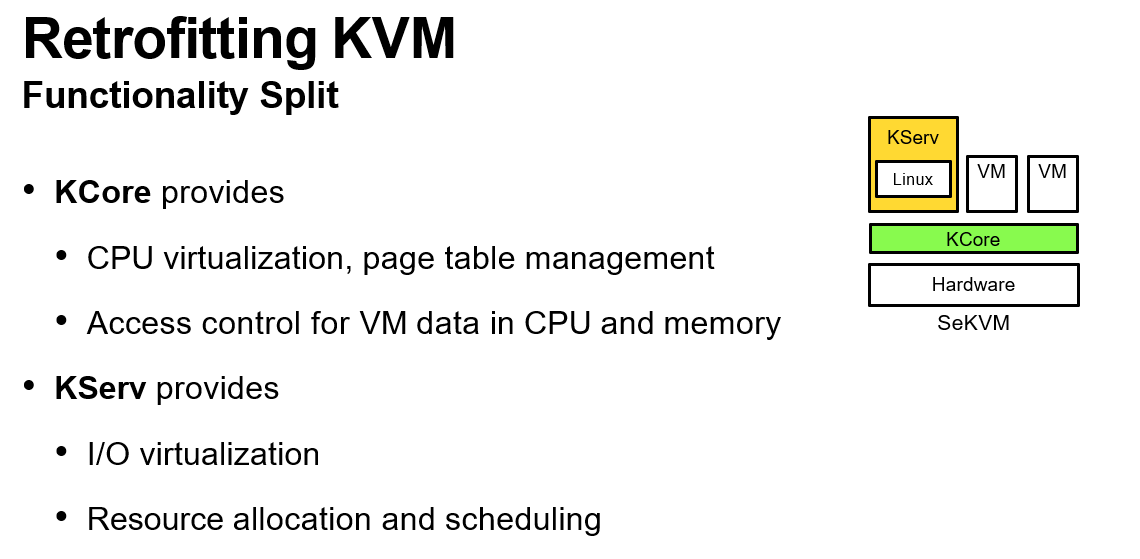 Retrofitting KVM
Functionality Split
• KCore provides
• CPU virtualization, page table management
• Access control for VM data in CPU and memory
• KServ provides
• I/O virtualization
• Resource allocation and scheduling
KServ
Linux
VM
VM
KCore
Hardware
SeKVM